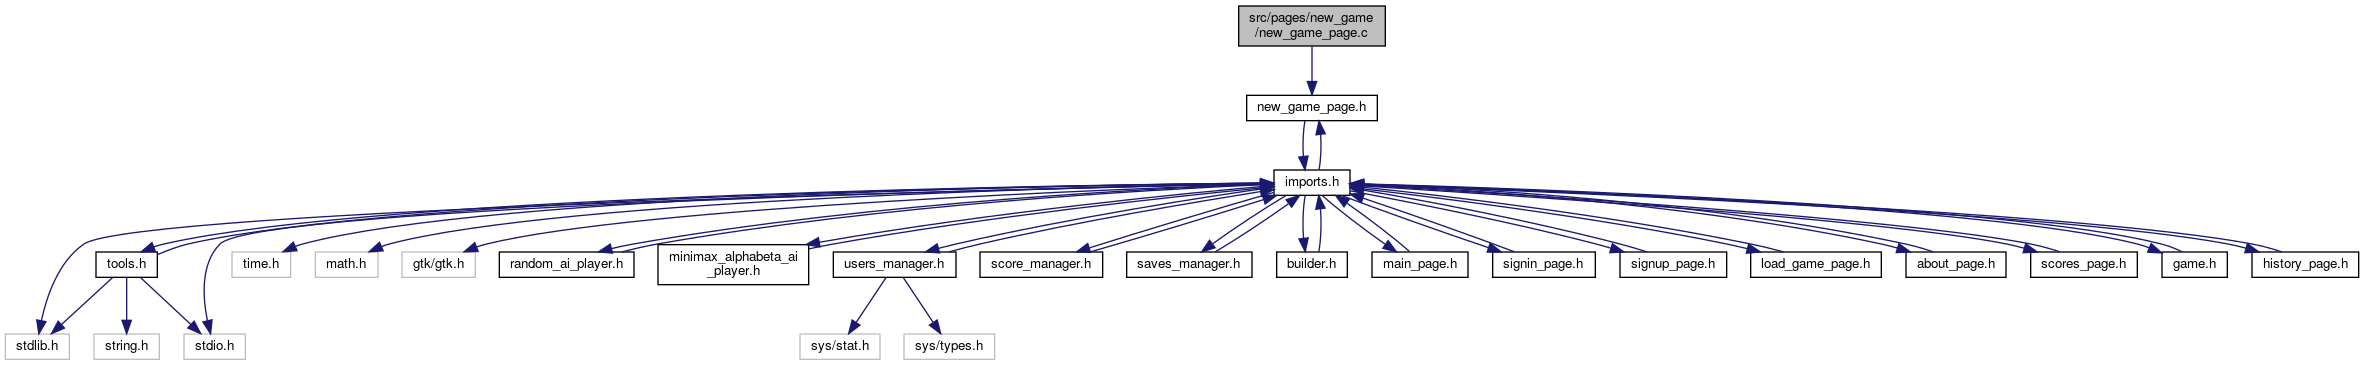 src/pages/new_game
/new_game_page.c
new_game_page.h
imports.h
tools.h
time.h
math.h
gtk/gtk.h
random_ai_player.h
minimax_alphabeta_ai
_player.h
users_manager.h
score_manager.h
saves_manager.h
builder.h
main_page.h
signin_page.h
signup_page.h
load_game_page.h
about_page.h
scores_page.h
game.h
history_page.h
stdlib.h
string.h
stdio.h
sys/stat.h
sys/types.h